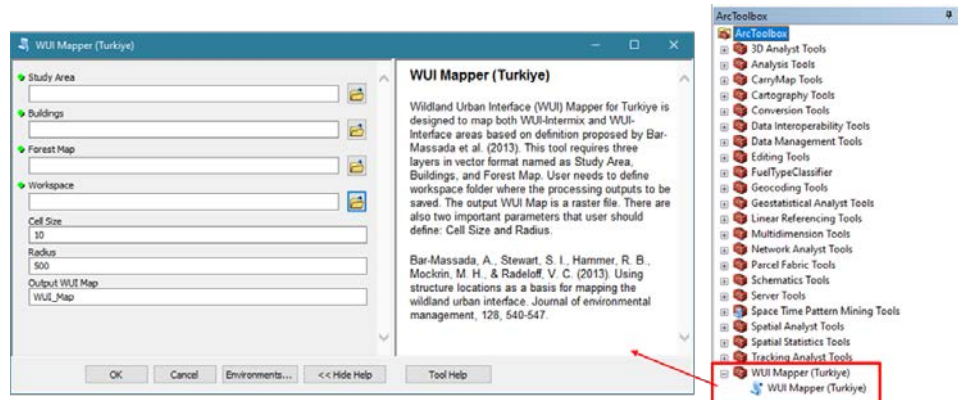 WUI Mapper (Turkiye)
Study Area
Buildings
Forest Map
Workspace
Cell Size
10
Radius
500
Output WUI Map
WUI_Map
OK
Cancel
Environments...
<< Hide Help
Tool Help
WUI Mapper (Turkiye)
Wildland Urban Interface (WUI) Mapper for Turkiye is
designed to map both WUI-Intermix and WUI-
Interface areas based on definition proposed by Bar-
Massada et al. (2013). This tool requires three
layers in vector format named as Study Area,
Buildings, and Forest Map. User needs to define
workspace folder where the processing outputs to be
saved. The output WUI Map is a raster file. There are
also two important parameters that user should
define: Cell Size and Radius.
Bar-Massada, A., Stewart, S. I., Hammer, R. B.,
Mockrin, M. H., & Radeloff, V. C. (2013). Using
structure locations as a basis for mapping the
wildland urban interface. Journal of environmental
management, 128, 540-547.
ArcToolbox
ArcToolbox
3D Analyst Tools
Analysis Tools
CarryMap Tools
Cartography Tools
Conversion Tools
Data Interoperability Tools
Data Management Tools
Editing Tools
FuelTypeClassifier
Geocoding Tools
Geostatistical Analyst Tools
Linear Referencing Tools
Multidimension Tools
Network Analyst Tools
Parcel Fabric Tools
Schematics Tools
Server Tools
Space Time Pattern Mining Tools
Spatial Analyst Tools
Spatial Statistics Tools
Tracking Analyst Tools
WUI Mapper (Turkiye)
WUI Mapper (Turkiye)